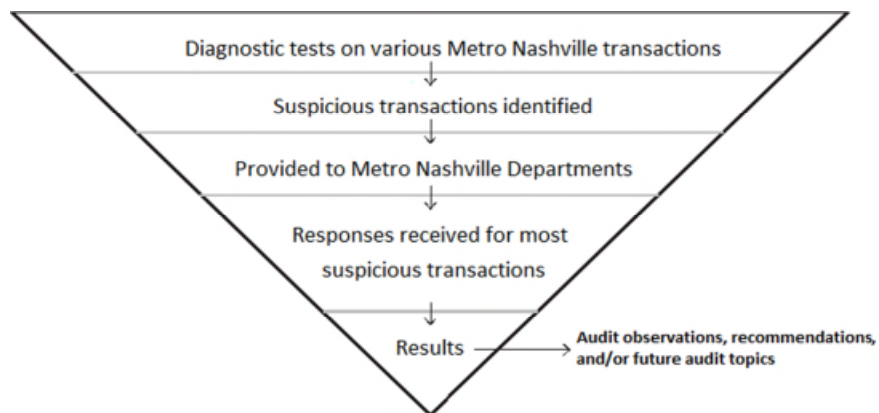 Diagnostic tests on various Metro Nashville transactions
Suspicious transactions identified
Provided to Metro Nashville Departments
Responses received for most
suspicious transactions
Results
Audit observations, recommendations,
and/or future audit topics